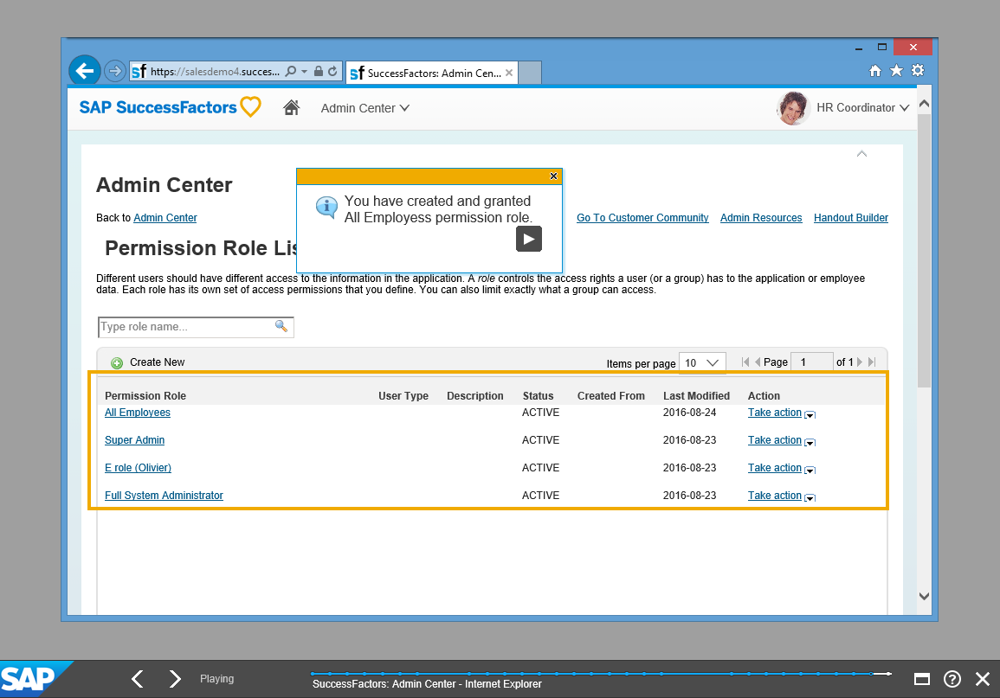 https://salesdemo4.succes...
SuccessFactors: Admin Cen...
SAP SuccessFactors
Admin Center
HR Coordinator
Admin Center
You have created and granted
All Employess permission role.
Back to Admin Center
Go To Customer Community
Admin Resources
Handout Builder
Permission Role Lis
Different users should have different access to the information in the application. A role controls the access rights a user (or a group) has to the application or employee
data. Each role has its own set of access permissions that you define. You can also limit exactly what a group can access.
Type role name...
Create New
Items per page 10
Page 1 of 1
Permission Role User Type Description Status Created From Last Modified Action
All Employees ACTIVE 2016-08-24 Take action
Super Admin ACTIVE 2016-08-23 Take action
E role (Olivier) ACTIVE 2016-08-23 Take action
Full System Administrator ACTIVE 2016-08-23 Take action
SAP
Playing
SuccessFactors: Admin Center - Internet Explorer